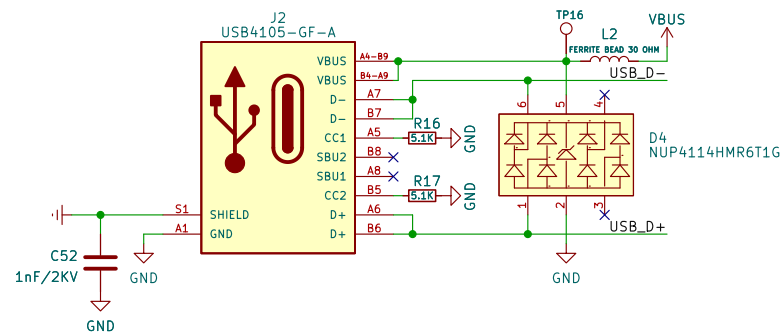 J2
USB4105-GF-A
TP16
L2
VBUS
FERRITE BEAD 30 OHM
USB_D-
VBUS
A4-B9
VBUS
B4-A9
D-
A7
D-
B7
CC1
A5
R16
5.1K
GND
SBU2
B8
SBU1
A8
CC2
B5
R17
5.1K
GND
D+
A6
D+
B6
S1
SHIELD
A1
GND
6
5
4
D4
NUP4114HMR6T1G
1
2
3
USB_D+
C52
1nF/2KV
GND
GND
GND